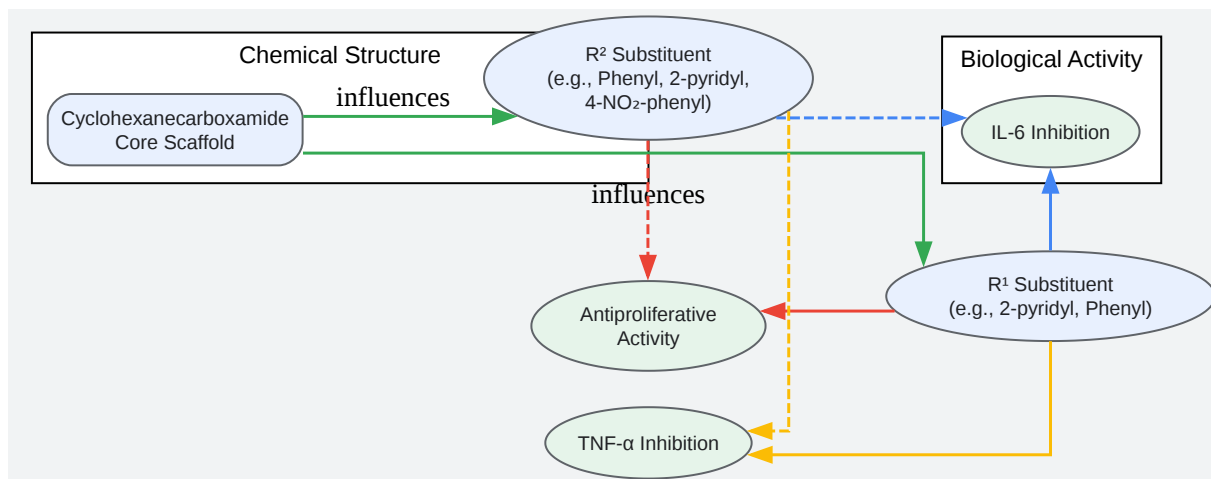 Chemical Structure
R² Substituent
(e.g., Phenyl, 2-pyridyl,
4-NO₂-phenyl)
Biological Activity
influences
Cyclohexanecarboxamide
Core Scaffold
IL-6 Inhibition
influences
R¹ Substituent
(e.g., 2-pyridyl, Phenyl)
Antiproliferative
Activity
TNF-α Inhibition